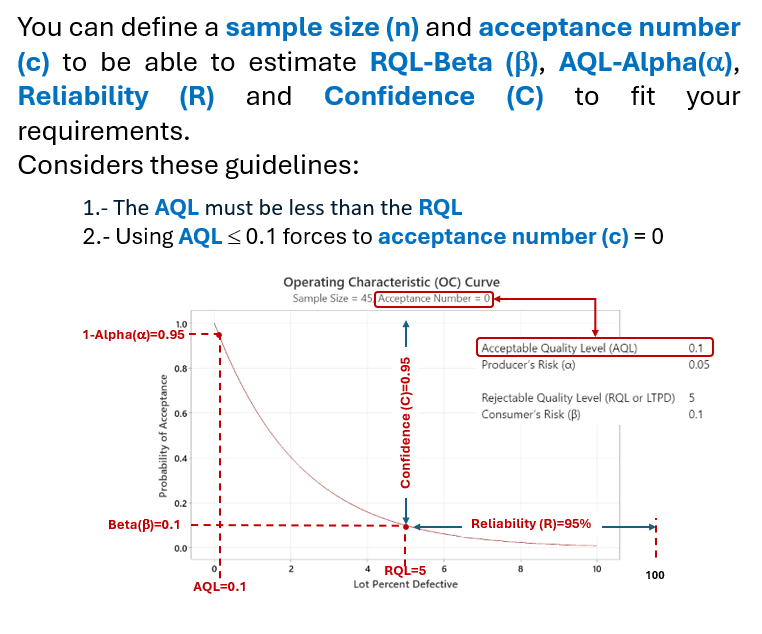 You can define a sample size (n) and acceptance number
(c) to be able to estimate RQL-Beta (β), AQL-Alpha(α),
Reliability (R) and Confidence (C) to fit your
requirements.
Considers these guidelines:
1.- The AQL must be less than the RQL
2.- Using AQL ≤ 0.1 forces to acceptance number (c) = 0
Operating Characteristic (OC) Curve
Sample Size = 45, Acceptance Number = 0
1-Alpha(α)=0.95
1.0
0.8
0.6
0.4
0.2
0.0
Probability of Acceptance
Beta(β)=0.1
Confidence (C)=0.95
Acceptable Quality Level (AQL) 0.1
Producer's Risk (α) 0.05
Rejectable Quality Level (RQL or LTPD) 5
Consumer's Risk (β) 0.1
Reliability (R)=95%
0 2 4 6 8 10
RQL=5
100
AQL=0.1
Lot Percent Defective